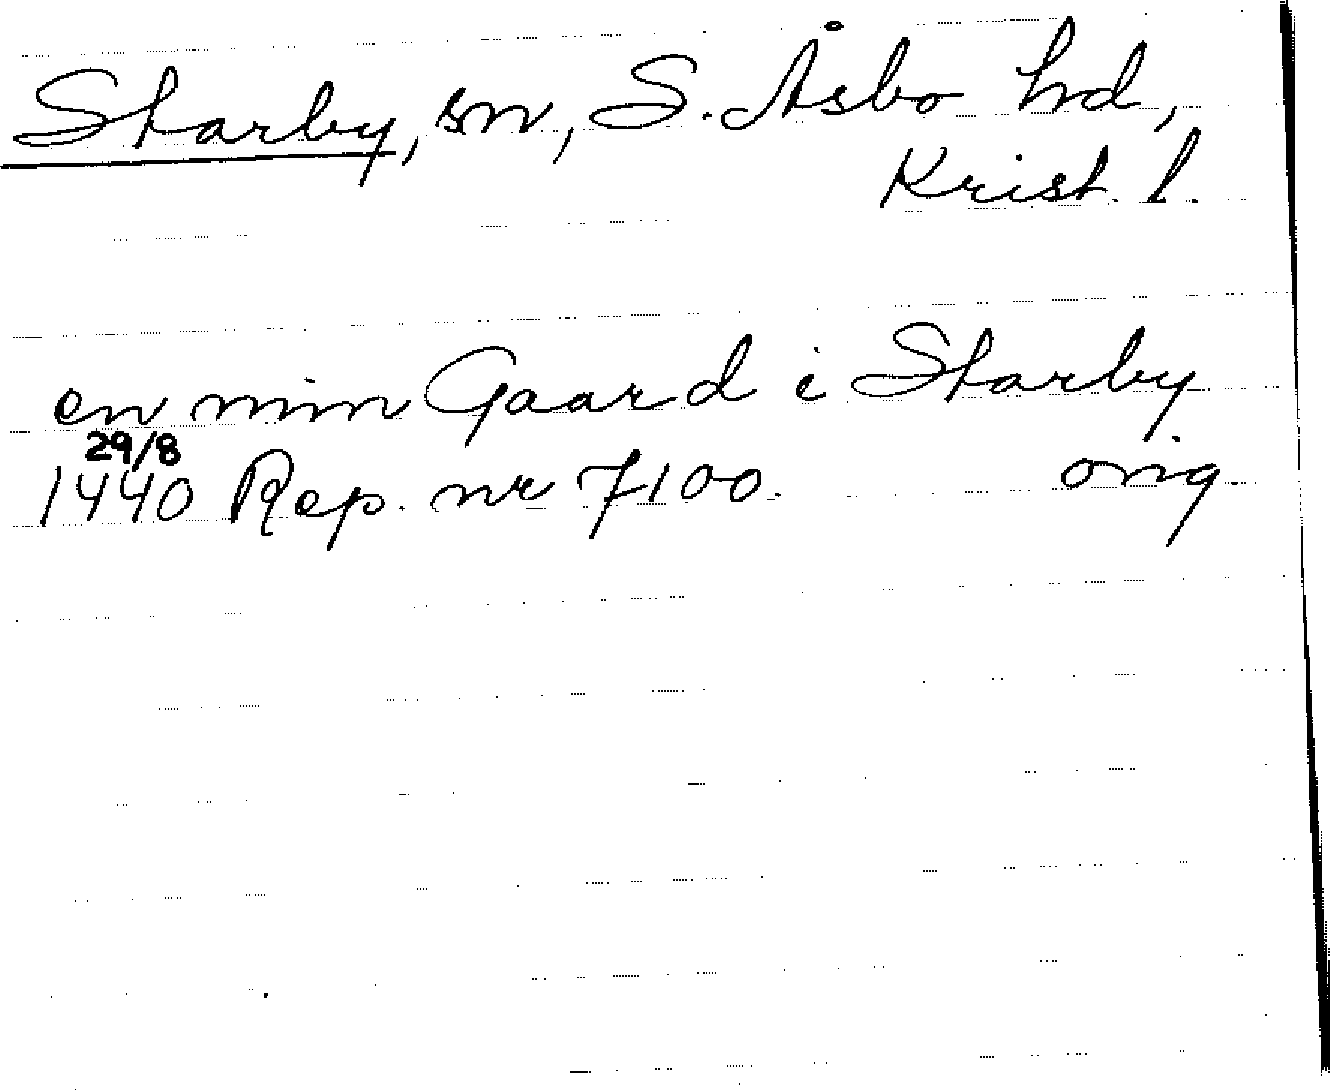 Starby, sn, S. Åsbo hd,
Krist. l.
en min Gaard i Starby
29/8
1440 Rep. nr 7100. orig